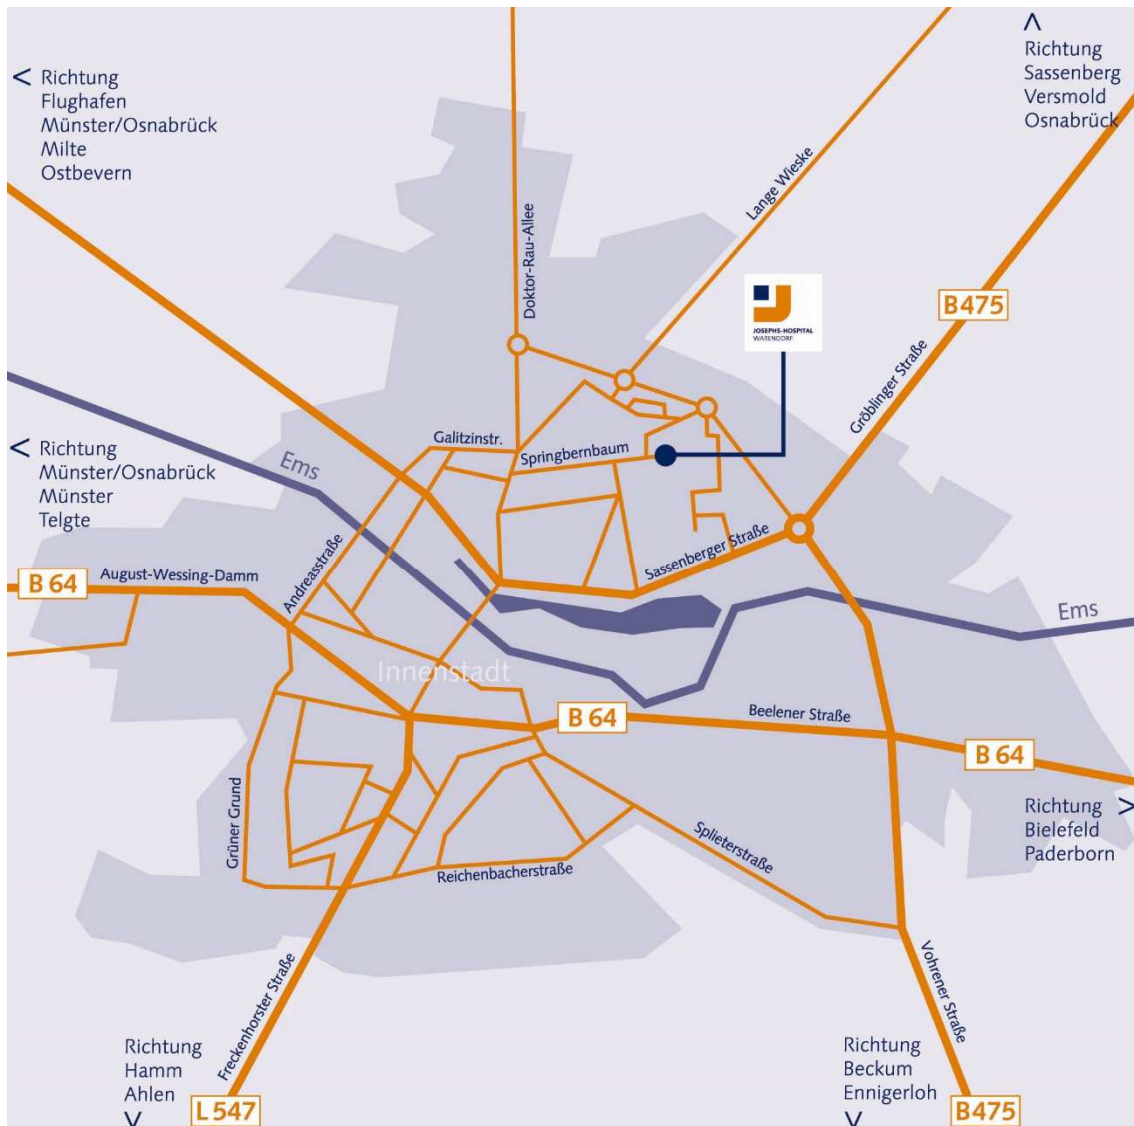 Richtung
Flughafen
Münster/Osnabrück
Milte
Ostbevern
Richtung
Sassenberg
Versmold
Osnabrück
Doktor-Rau-Allee
Lange Wieske
JOSEPHS-HOSPITAL
WARENDORF
B475
Gröblinger Straße
Galitzinstr.
Springbernbaum
Richtung
Münster/Osnabrück
Münster
Telgte
Ems
Sassenberger Straße
Andreasstraße
August-Wessing-Damm
B 64
Ems
Innenstadt
B 64
Beelener Straße
B 64
Richtung
Bielefeld
Paderborn
Grüner Grund
Splieterstraße
Reichenbacherstraße
Freckenhorster Straße
Vohrener Straße
Richtung
Hamm
Ahlen
L 547
Richtung
Beckum
Ennigerloh
B475